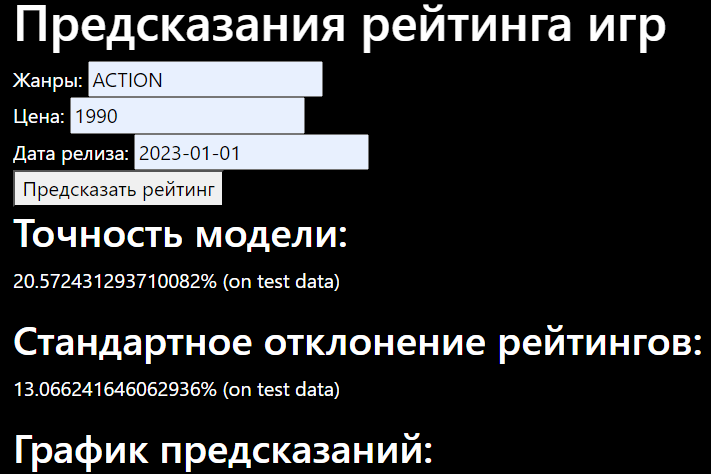 Предсказания рейтинга игр
Жанры: ACTION
Цена: 1990
Дата релиза: 2023-01-01
Предсказать рейтинг
Точность модели:
20.572431293710082% (on test data)
Стандартное отклонение рейтингов:
13.066241646062936% (on test data)
График предсказаний: